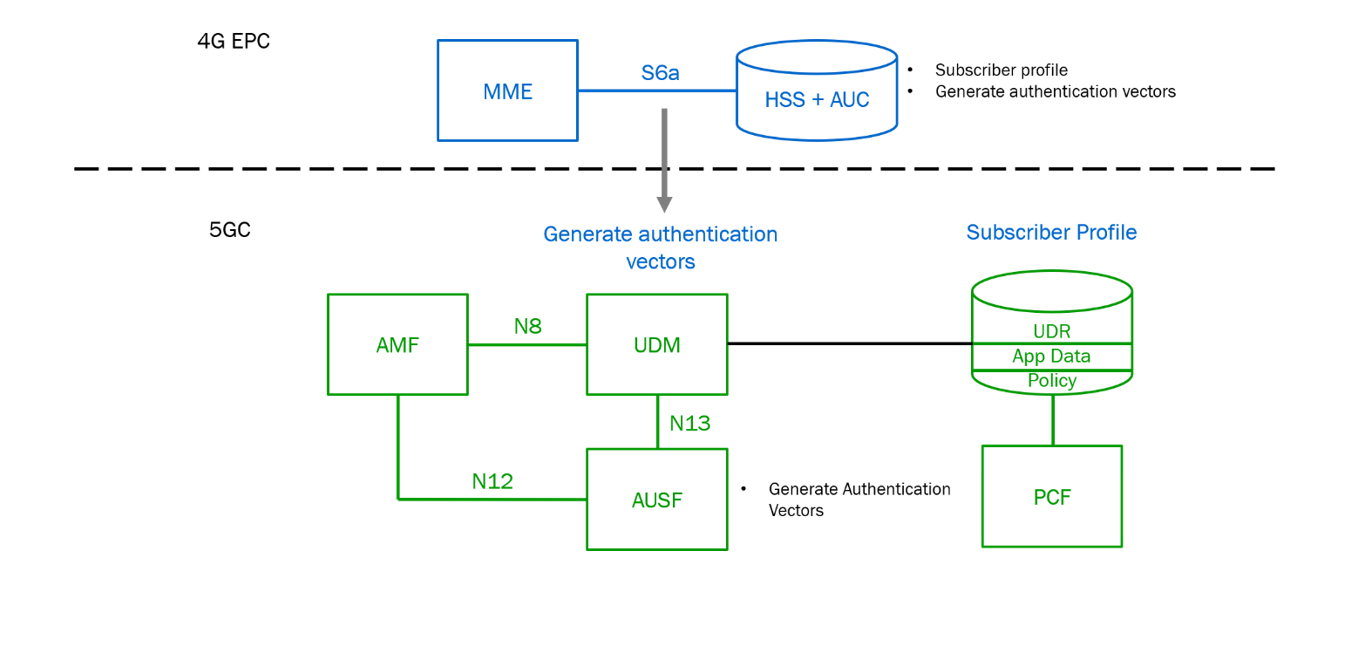 4G EPC
MME
S6a
HSS + AUC
• Subscriber profile
• Generate authentication vectors
5GC
Generate authentication
vectors
Subscriber Profile
AMF
N8
UDM
UDR
App Data
Policy
N13
N12
AUSF
• Generate Authentication
Vectors
PCF